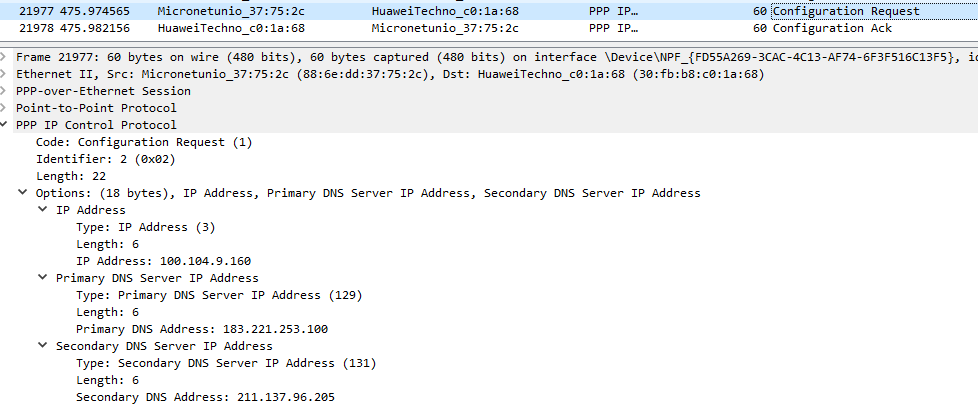 21977 475.974565 Micronetunio_37:75:2c HuaweiTechno_c0:1a:68 PPP IP… 60 Configuration Request
21978 475.982156 HuaweiTechno_c0:1a:68 Micronetunio_37:75:2c PPP IP… 60 Configuration Ack
Frame 21977: 60 bytes on wire (480 bits), 60 bytes captured (480 bits) on interface \Device\NPF_{FD55A269-3CAC-4C13-AF74-6F3F516C13F5}, id
Ethernet II, Src: Micronetunio_37:75:2c (88:6e:dd:37:75:2c), Dst: HuaweiTechno_c0:1a:68 (30:fb:b8:c0:1a:68)
PPP-over-Ethernet Session
Point-to-Point Protocol
PPP IP Control Protocol
Code: Configuration Request (1)
Identifier: 2 (0x02)
Length: 22
Options: (18 bytes), IP Address, Primary DNS Server IP Address, Secondary DNS Server IP Address
IP Address
Type: IP Address (3)
Length: 6
IP Address: 100.104.9.160
Primary DNS Server IP Address
Type: Primary DNS Server IP Address (129)
Length: 6
Primary DNS Address: 183.221.253.100
Secondary DNS Server IP Address
Type: Secondary DNS Server IP Address (131)
Length: 6
Secondary DNS Address: 211.137.96.205